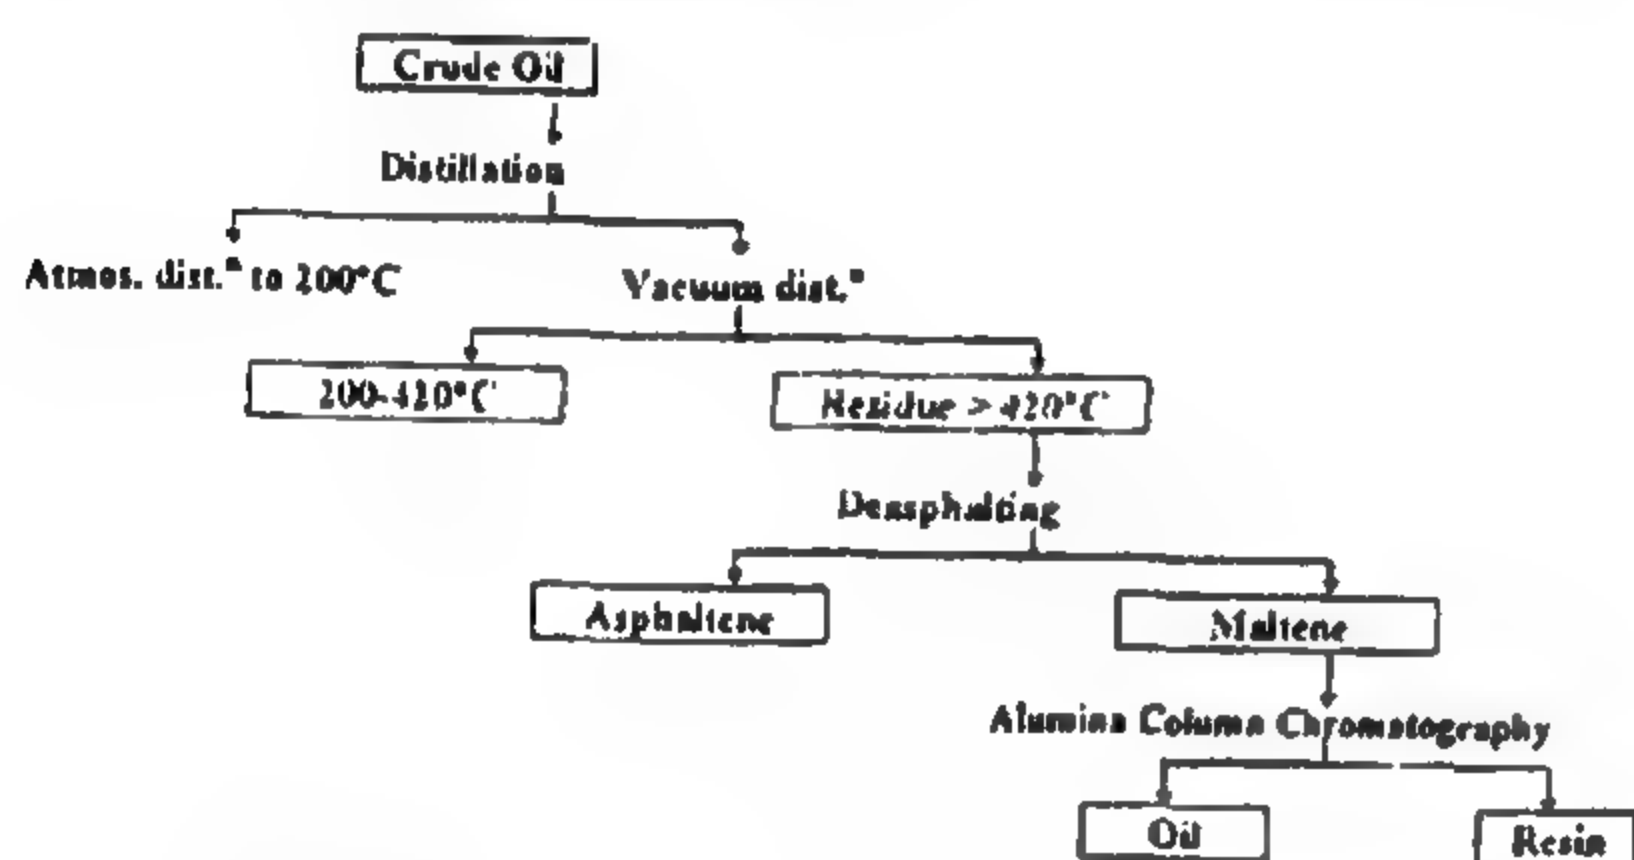 Crude Oil
Distillation
Atmos. dist.ⁿ to 200°C
Vacuum dist.ⁿ
200-420°C
Residue > 420°C
Deasphalting
Asphaltene
Maltene
Alumina Column Chromatography
Oil
Resin